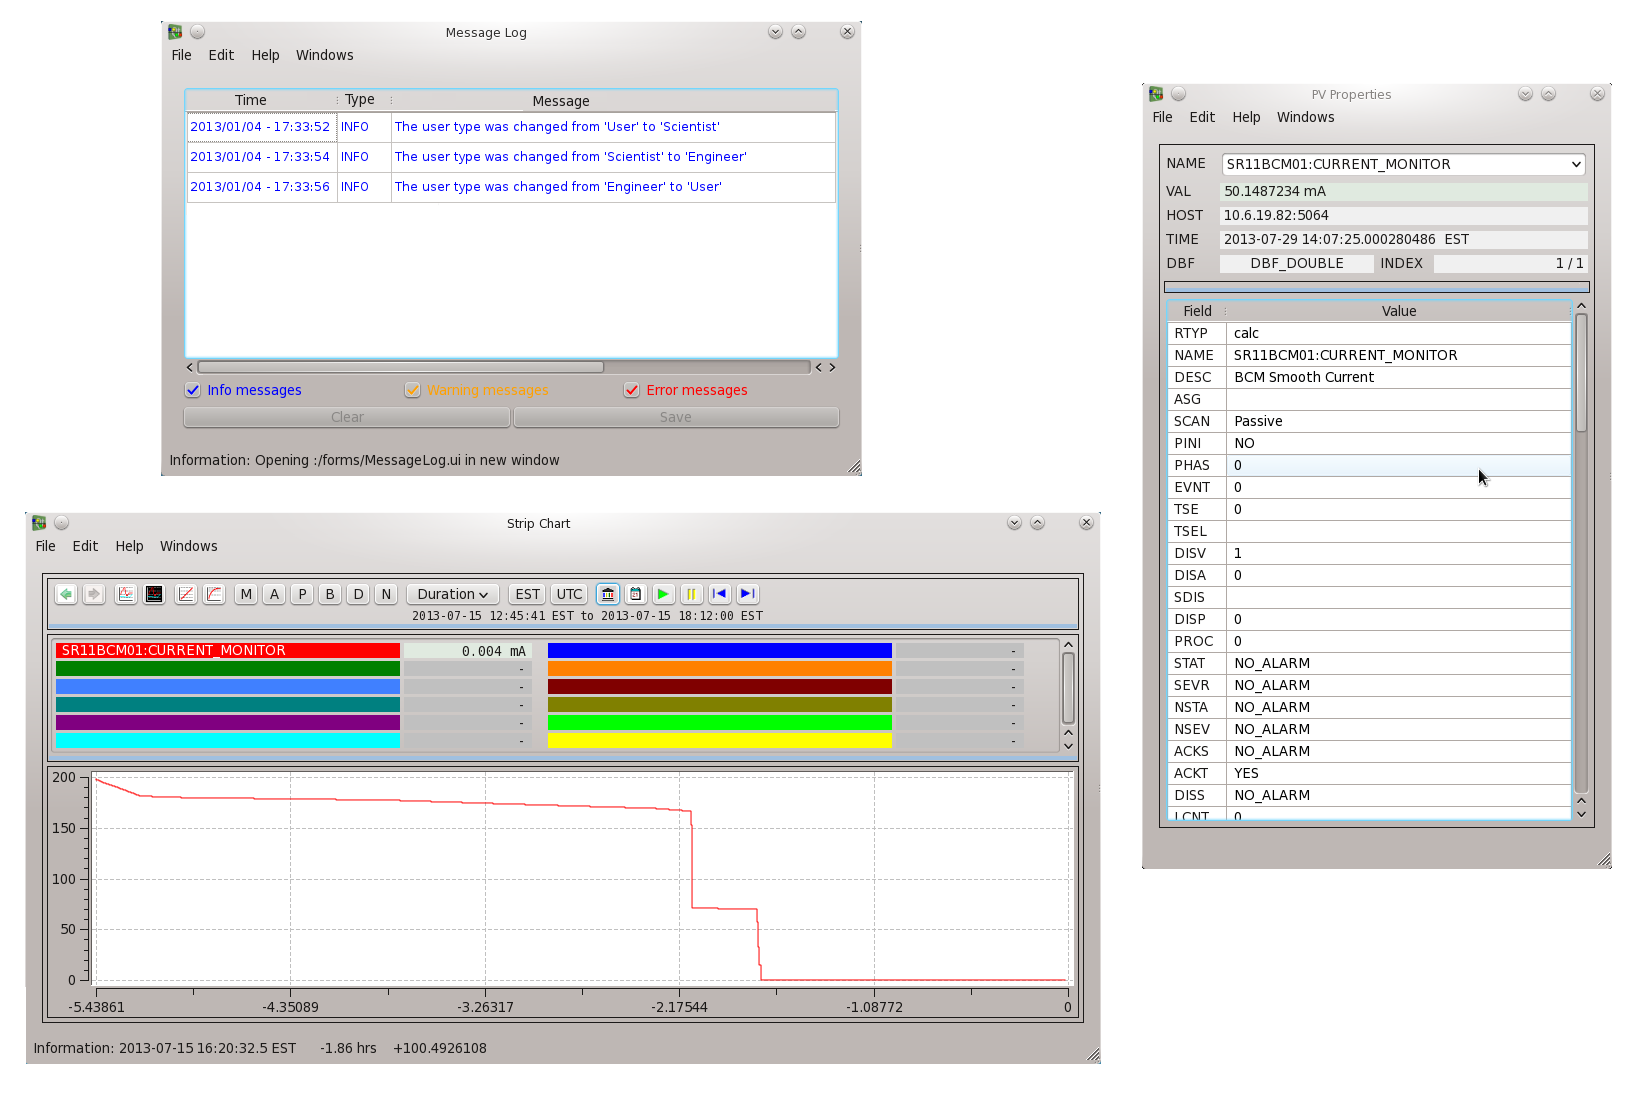 Message Log
File Edit Help Windows
Time Type Message
2013/01/04 - 17:33:52 INFO The user type was changed from 'User' to 'Scientist'
2013/01/04 - 17:33:54 INFO The user type was changed from 'Scientist' to 'Engineer'
2013/01/04 - 17:33:56 INFO The user type was changed from 'Engineer' to 'User'
Info messages Warning messages Error messages
Clear Save
Information: Opening :/forms/MessageLog.ui in new window
PV Properties
File Edit Help Windows
NAME SR11BCM01:CURRENT_MONITOR
VAL 50.1487234 mA
HOST 10.6.19.82:5064
TIME 2013-07-29 14:07:25.000280486 EST
DBF DBF_DOUBLE INDEX 1 / 1
Field Value
RTYP calc
NAME SR11BCM01:CURRENT_MONITOR
DESC BCM Smooth Current
ASG
SCAN Passive
PINI NO
PHAS 0
EVNT 0
TSE 0
TSEL
DISV 1
DISA 0
SDIS
DISP 0
PROC 0
STAT NO_ALARM
SEVR NO_ALARM
NSTA NO_ALARM
NSEV NO_ALARM
ACKS NO_ALARM
ACKT YES
DISS NO_ALARM
LCNT 0
Strip Chart
File Edit Help Windows
M A P B D N Duration EST UTC
2013-07-15 12:45:41 EST to 2013-07-15 18:12:00 EST
SR11BCM01:CURRENT_MONITOR 0.004 mA -
- -
- -
- -
- -
- -
200
150
100
50
0
-5.43861 -4.35089 -3.26317 -2.17544 -1.08772 0
Information: 2013-07-15 16:20:32.5 EST -1.86 hrs +100.4926108